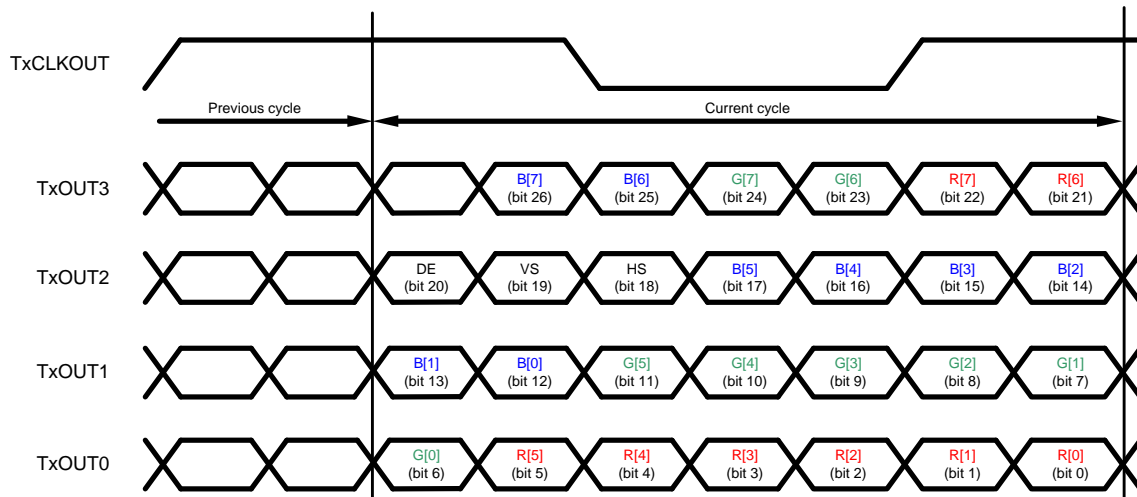 TxCLKOUT
Previous cycle
Current cycle
TxOUT3
B[7]
(bit 26)
B[6]
(bit 25)
G[7]
(bit 24)
G[6]
(bit 23)
R[7]
(bit 22)
R[6]
(bit 21)
TxOUT2
DE
(bit 20)
VS
(bit 19)
HS
(bit 18)
B[5]
(bit 17)
B[4]
(bit 16)
B[3]
(bit 15)
B[2]
(bit 14)
TxOUT1
B[1]
(bit 13)
B[0]
(bit 12)
G[5]
(bit 11)
G[4]
(bit 10)
G[3]
(bit 9)
G[2]
(bit 8)
G[1]
(bit 7)
TxOUT0
G[0]
(bit 6)
R[5]
(bit 5)
R[4]
(bit 4)
R[3]
(bit 3)
R[2]
(bit 2)
R[1]
(bit 1)
R[0]
(bit 0)